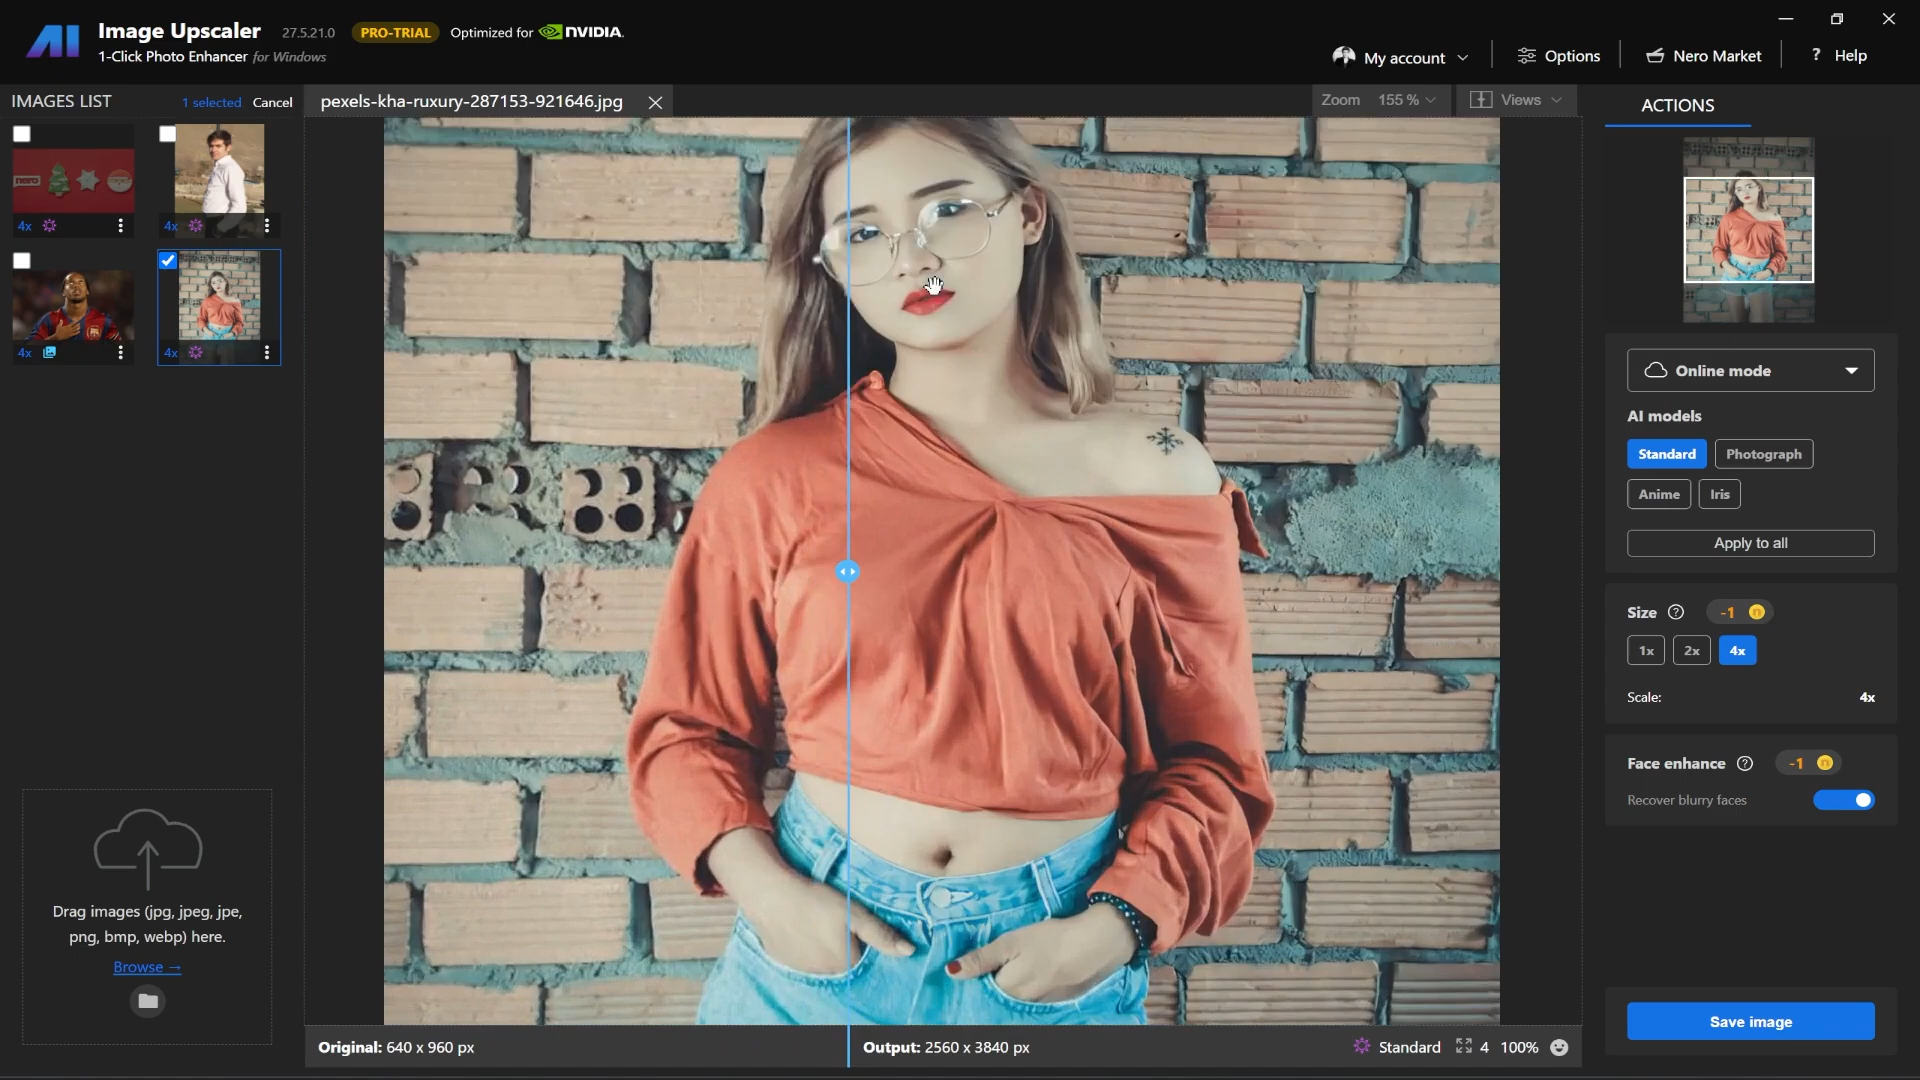 AI Image Upscaler 27.5.21.0 PRO-TRIAL Optimized for NVIDIA.
1-Click Photo Enhancer for Windows
My account Options Nero Market ? Help
IMAGES LIST 1 selected Cancel
pexels-kha-ruxury-287153-921646.jpg
Zoom 155 % Views
ACTIONS
nero
4x
4x
4x
4x
Drag images (jpg, jpeg, jpe,
png, bmp, webp) here.
Browse →
Online mode
AI models
Standard Photograph
Anime Iris
Apply to all
Size ? -1 n
1x 2x 4x
Scale: 4x
Face enhance ? -1 n
Recover blurry faces
Save image
Original: 640 x 960 px
Output: 2560 x 3840 px
Standard 4 100%